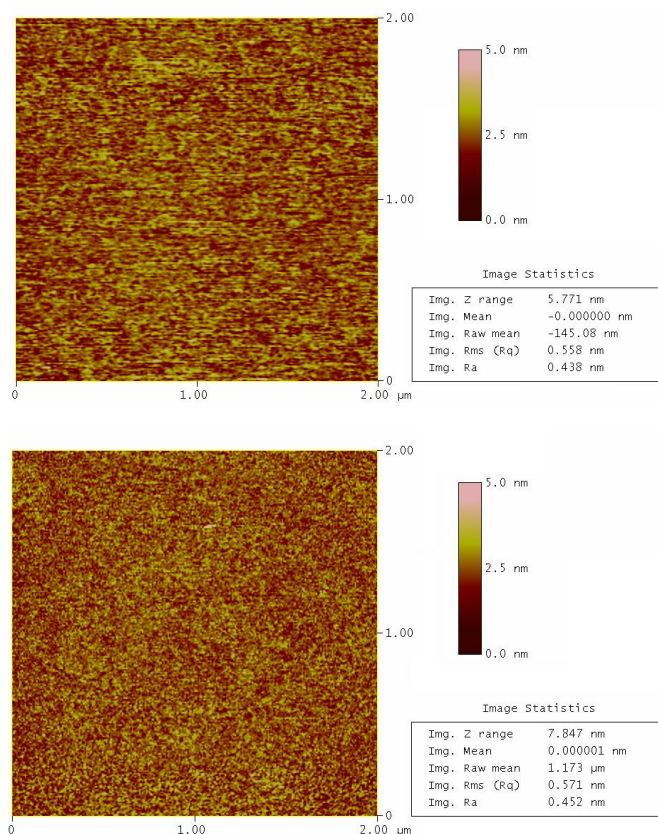 2.00
5.0 nm
2.5 nm
1.00
0.0 nm
Image Statistics
Img. Z range 5.771 nm
Img. Mean -0.000000 nm
Img. Raw mean -145.08 nm
Img. Rms (Rq) 0.558 nm
Img. Ra 0.438 nm
0
0 1.00 2.00 µm
2.00
5.0 nm
2.5 nm
1.00
0.0 nm
Image Statistics
Img. Z range 7.847 nm
Img. Mean 0.000001 nm
Img. Raw mean 1.173 µm
Img. Rms (Rq) 0.571 nm
Img. Ra 0.452 nm
0
0 1.00 2.00 µm